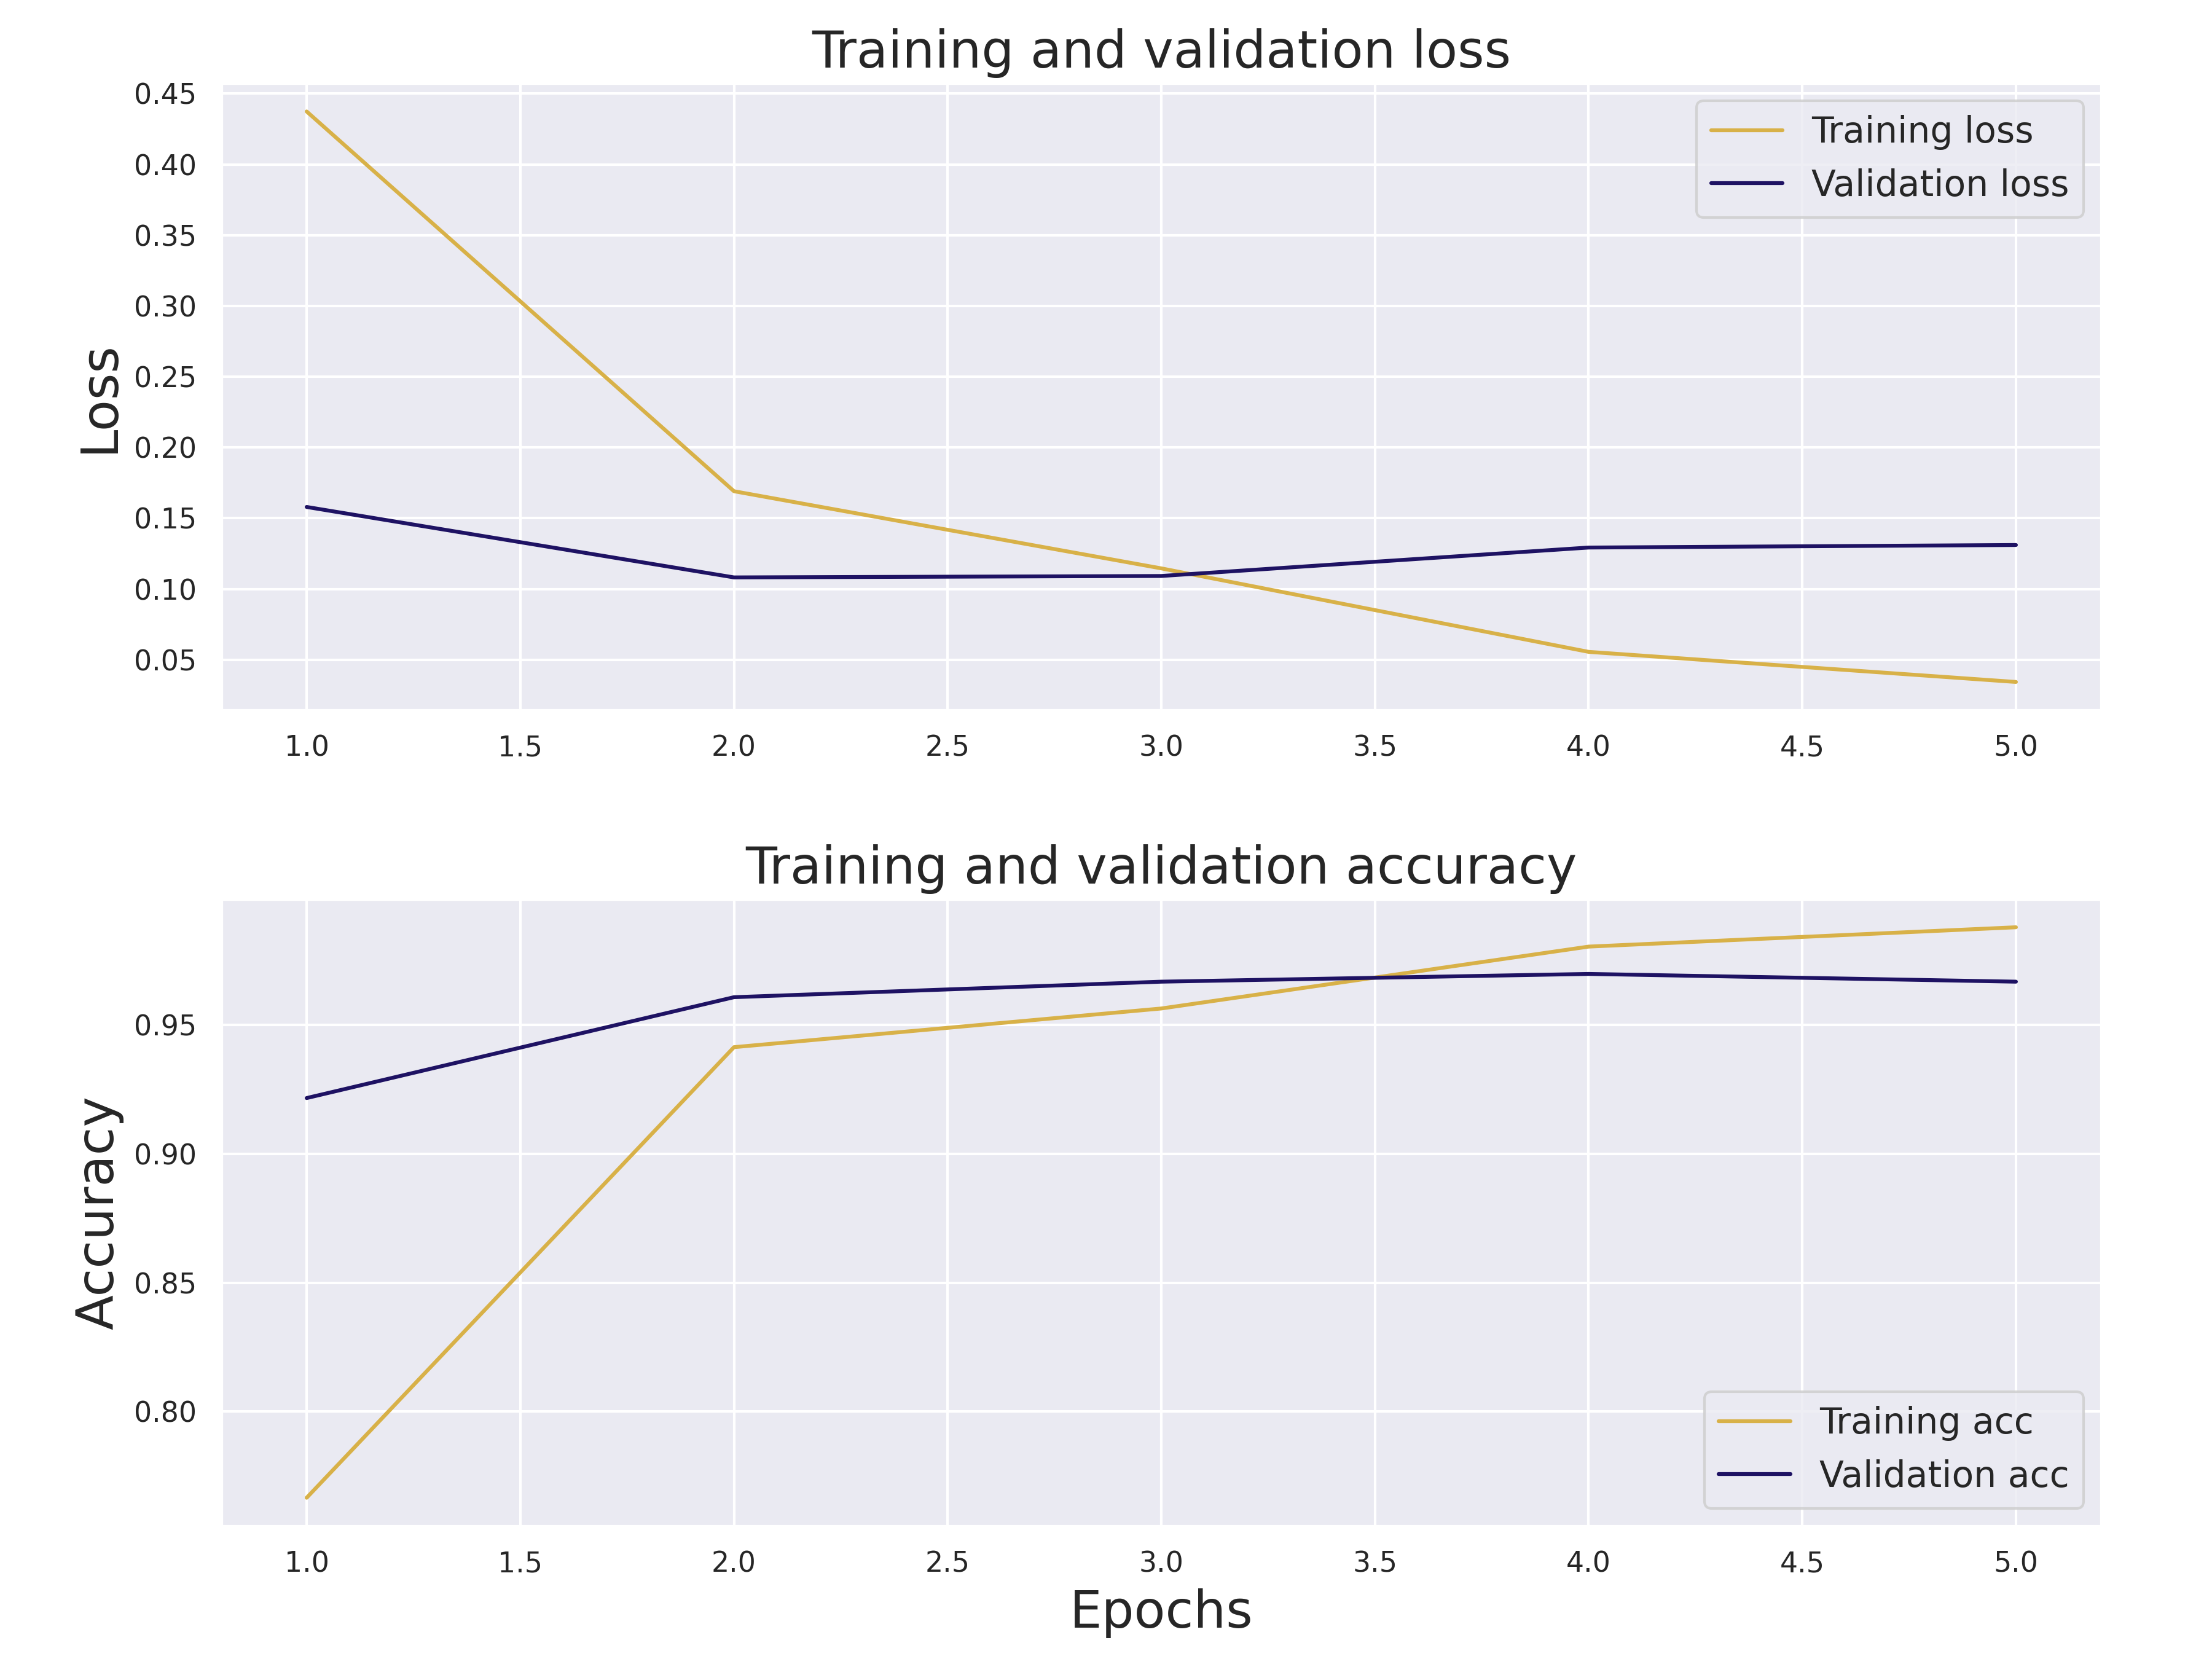 Training and validation loss
0.45
0.40
0.35
0.30
0.25
0.20
0.15
0.10
0.05
Loss
Training loss
Validation loss
1.0 1.5 2.0 2.5 3.0 3.5 4.0 4.5 5.0
Training and validation accuracy
0.95
0.90
0.85
0.80
Accuracy
Training acc
Validation acc
1.0 1.5 2.0 2.5 3.0 3.5 4.0 4.5 5.0
Epochs